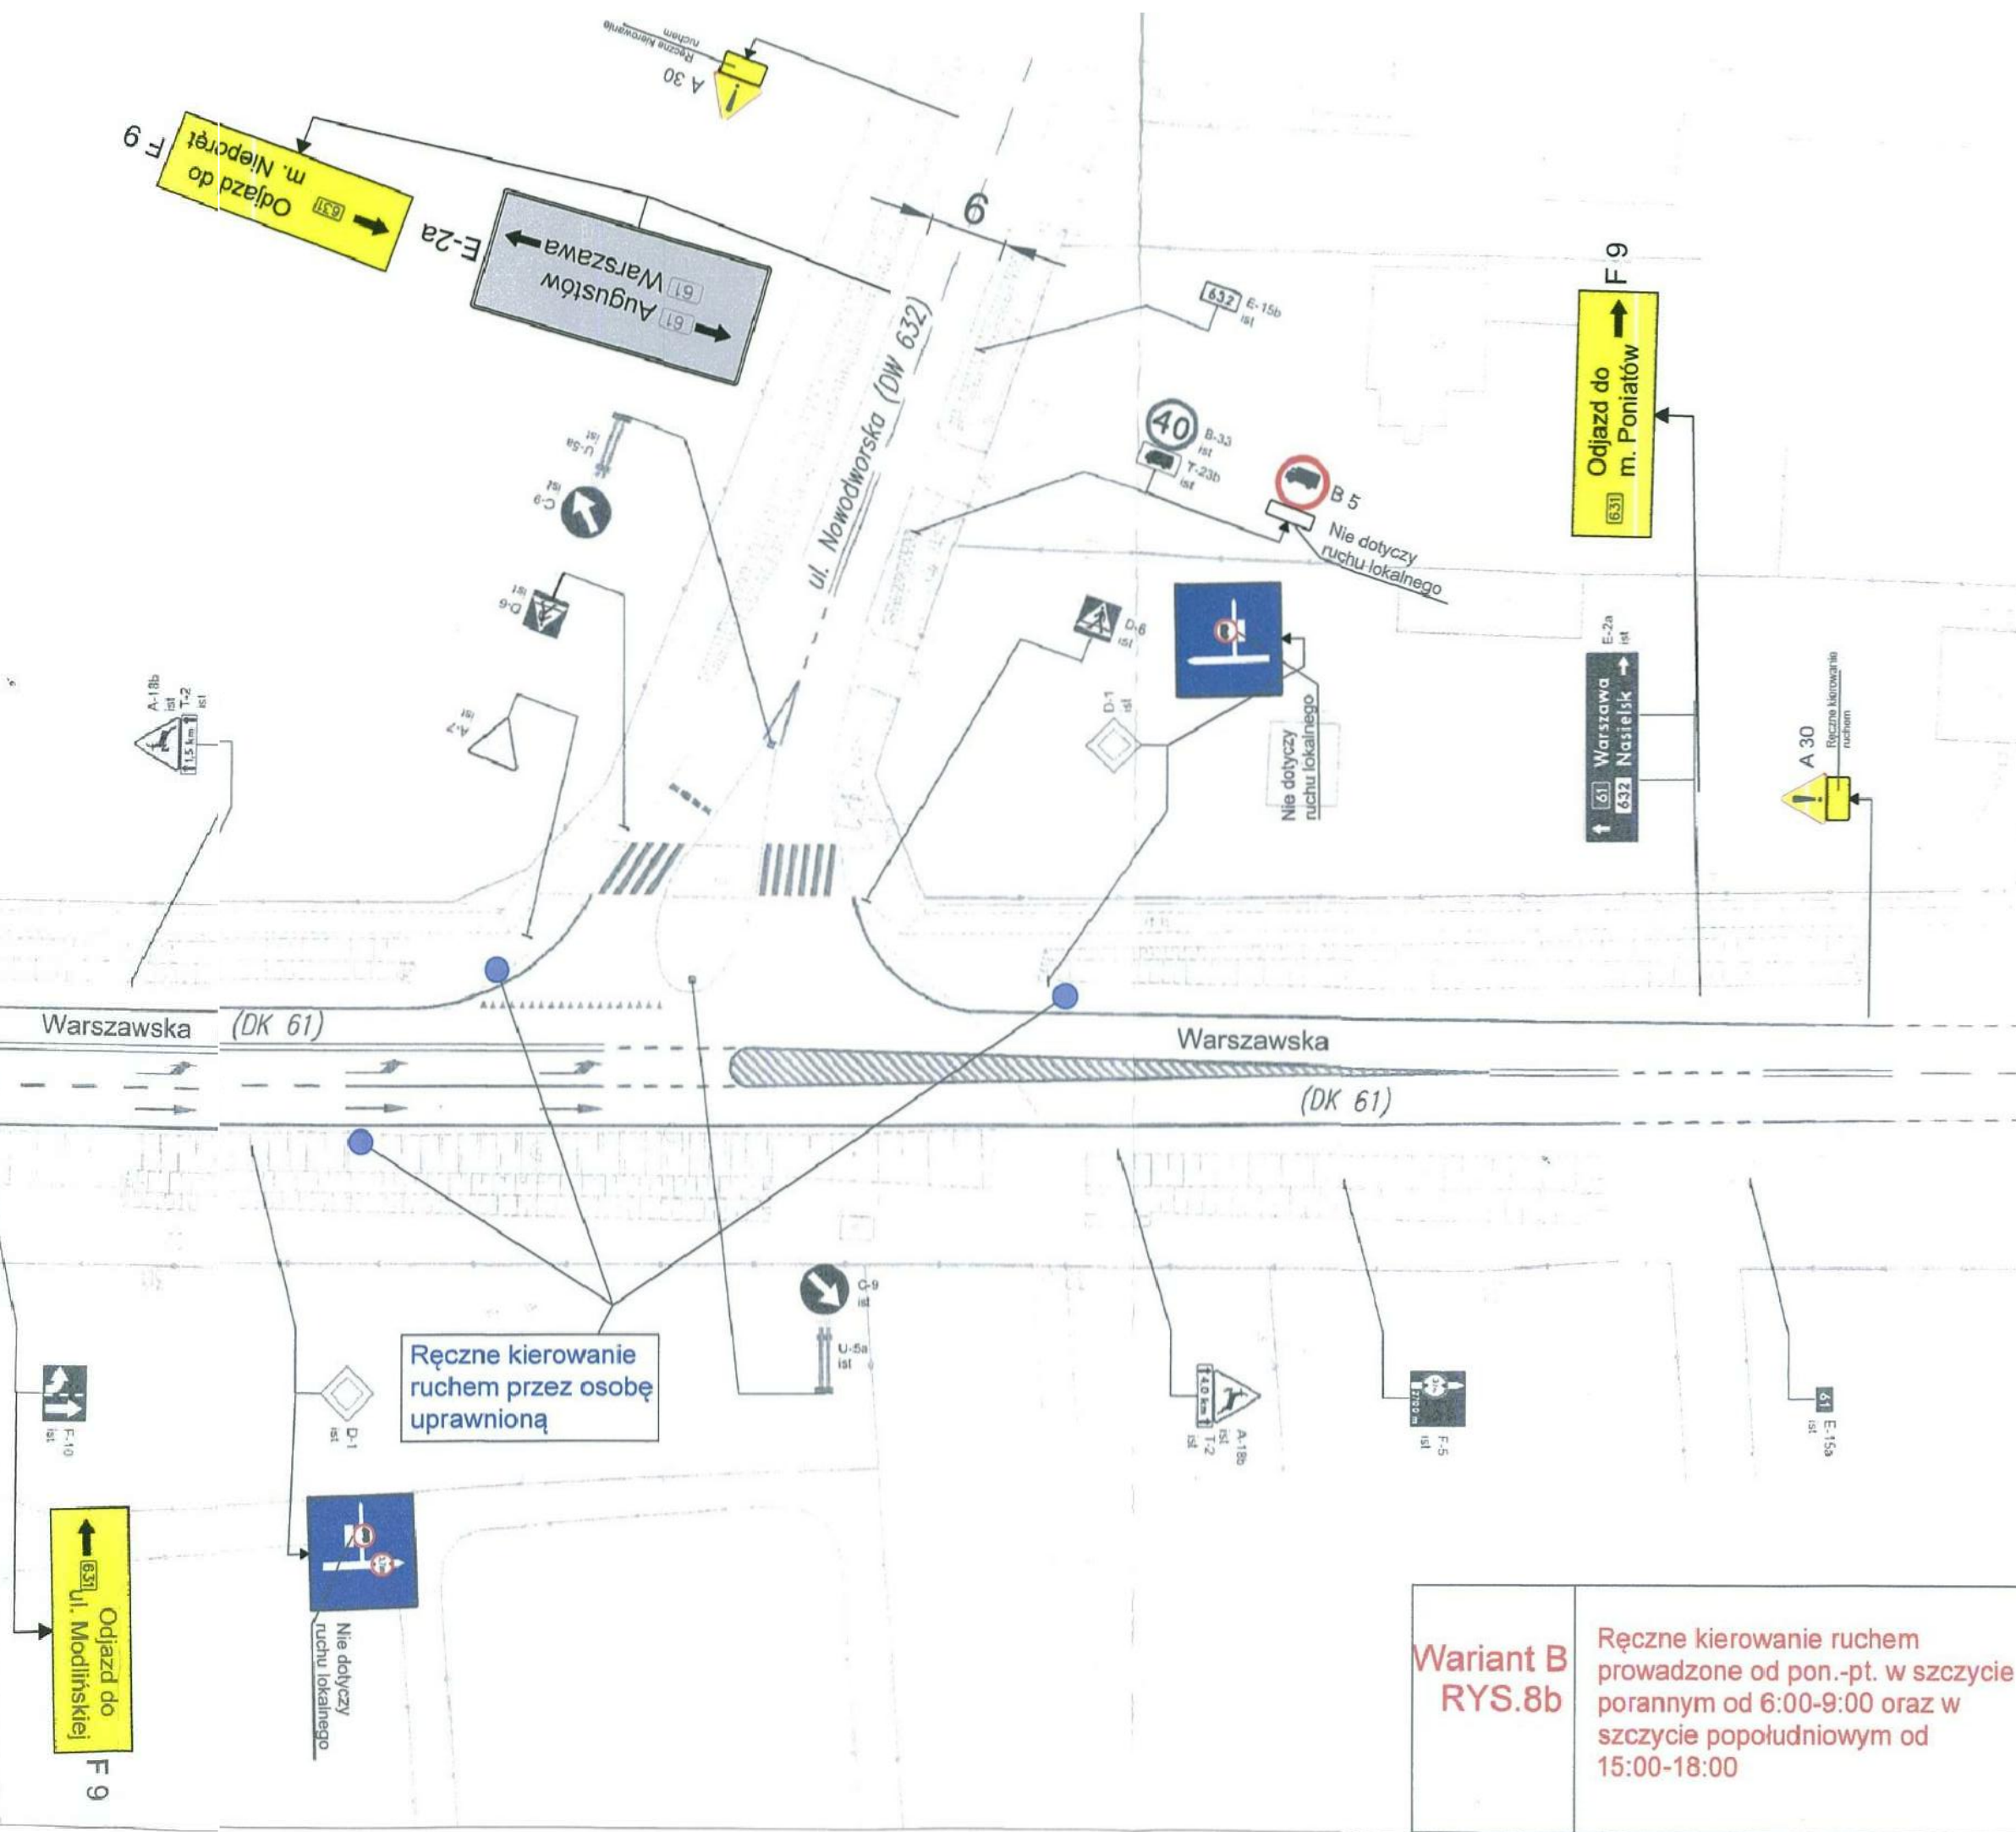 Ręczne kierowanie
ruchem
A 30
F 9
Odjazd do
m. Nieporęt
631
E-2a
Augustów
61
Warszawa
61
6
ul. Nowodworska (DW 632)
632
E-15b
ist
F 9
Odjazd do
m. Poniatów
631
U-5a
ist
C-9
ist
40
B-33
ist
T-23b
ist
B 5
Nie dotyczy
ruchu lokalnego
D-6
ist
D-6
ist
A-7
ist
D-1
ist
Nie dotyczy
ruchu lokalnego
E-2a
ist
61 Warszawa
632 Nasielsk
A 30
Ręczne kierowanie
ruchem
A-18b
ist
T-2
ist
1,5 km
Warszawska
(DK 61)
Warszawska
(DK 61)
C-9
ist
U-5a
ist
Ręczne kierowanie
ruchem przez osobę
uprawnioną
F-10
ist
D-1
ist
4,0 km
A-18b
ist
T-2
ist
F-5
ist
61
E-15a
ist
631
Odjazd do
ul. Modlińskiej
F 9
Nie dotyczy
ruchu lokalnego
Wariant B
RYS.8b
Ręczne kierowanie ruchem
prowadzone od pon.-pt. w szczycie
porannym od 6:00-9:00 oraz w
szczycie popołudniowym od
15:00-18:00